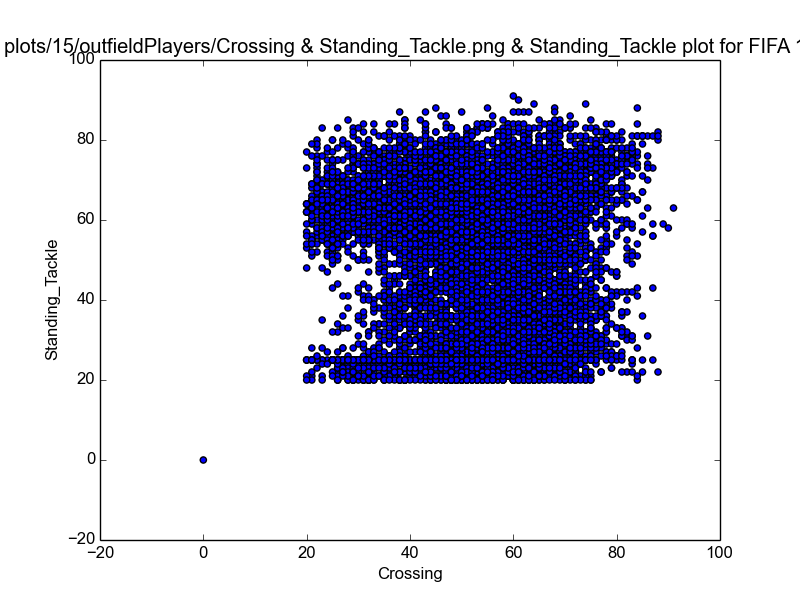 plots/15/outfieldPlayers/Crossing & Standing_Tackle.png & Standing_Tackle plot for FIFA 1
100
80
60
40
20
0
−20
Standing_Tackle
−20 0 20 40 60 80 100
Crossing